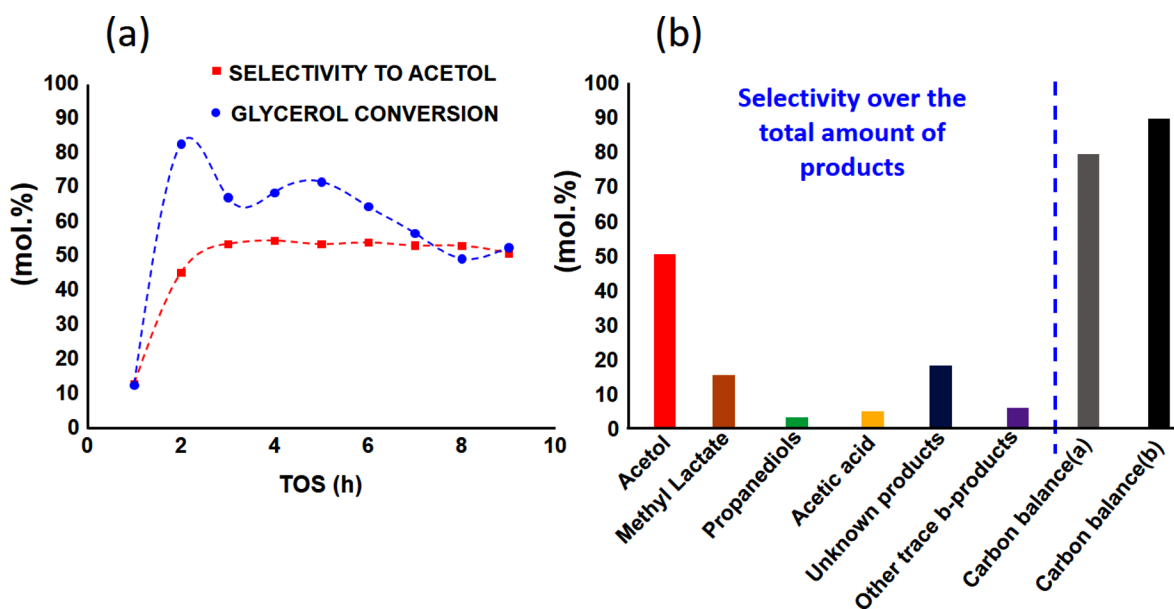 (a)
SELECTIVITY TO ACETOL
GLYCEROL CONVERSION
(mol.%)
100
90
80
70
60
50
40
30
20
10
0
0
2
4
6
8
10
TOS (h)
(b)
Selectivity over the
total amount of
products
(mol.%)
100
90
80
70
60
50
40
30
20
10
0
Acetol
Methyl Lactate
Propanediols
Acetic acid
Unknown products
Other trace b-products
Carbon balance(a)
Carbon balance(b)